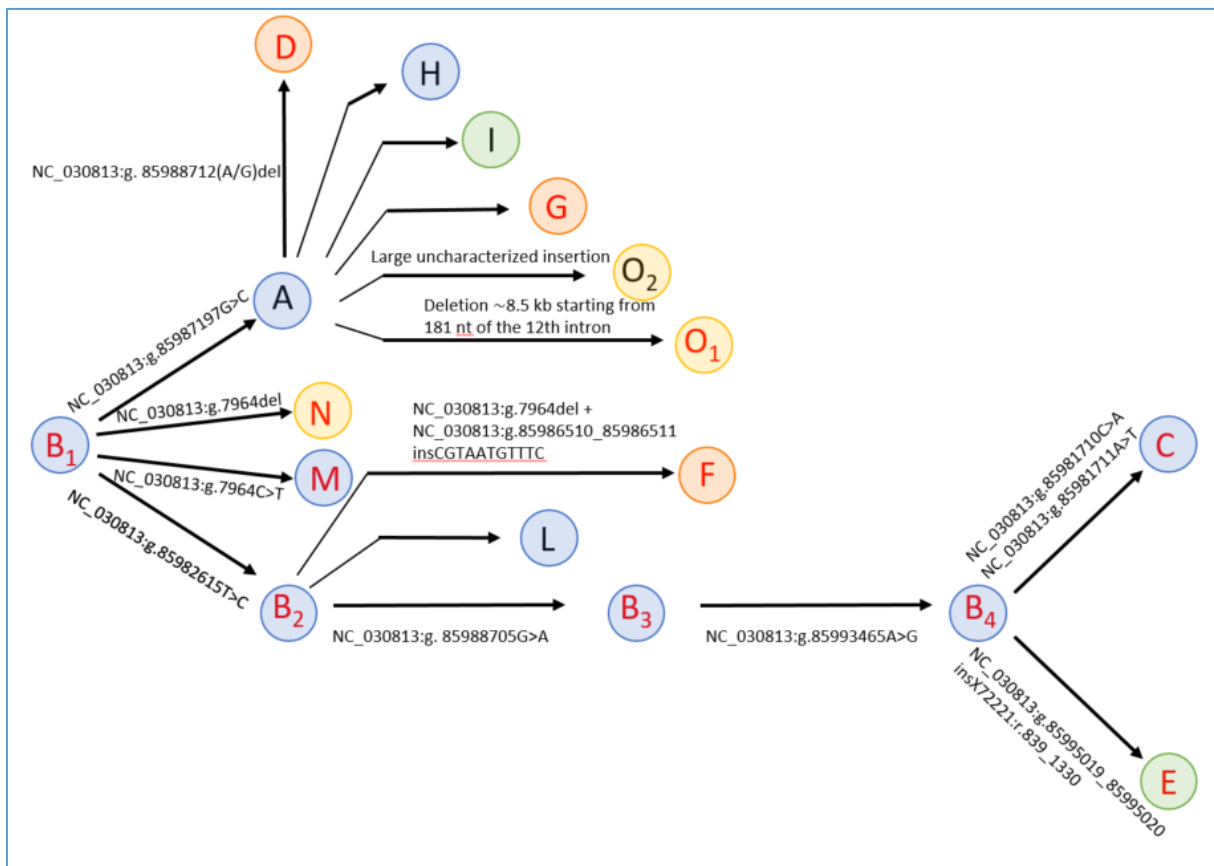 D
H
NC_030813:g. 85988712(A/G)del
I
G
Large uncharacterized insertion
O₂
A
Deletion ~8.5 kb starting from
181 nt of the 12th intron
O₁
NC_030813:g.85987197G>C
NC_030813:g.7964del
N
NC_030813:g.7964del +
NC_030813:g.85986510_85986511
insCGTAATGTTTC
B₁
M
F
NC_030813:g.7964C>T
NC_030813:g.85982615T>C
L
NC_030813:g.85981710C>A
NC_030813:g.85981711A>T
C
B₂
NC_030813:g. 85988705G>A
B₃
NC_030813:g.85993465A>G
B₄
NC_030813:g.85995019_85995020
insX72221:r.839_1330
E